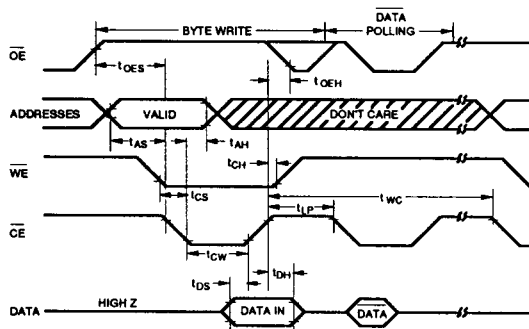 BYTE WRITE
DATA
POLLING
OE
tOES
tOEH
ADDRESSES
VALID
DON'T CARE
tAS
tAH
WE
tCH
tCS
tWC
tLP
CE
tCW
tDS
tDH
DATA
HIGH Z
DATA IN
DATA